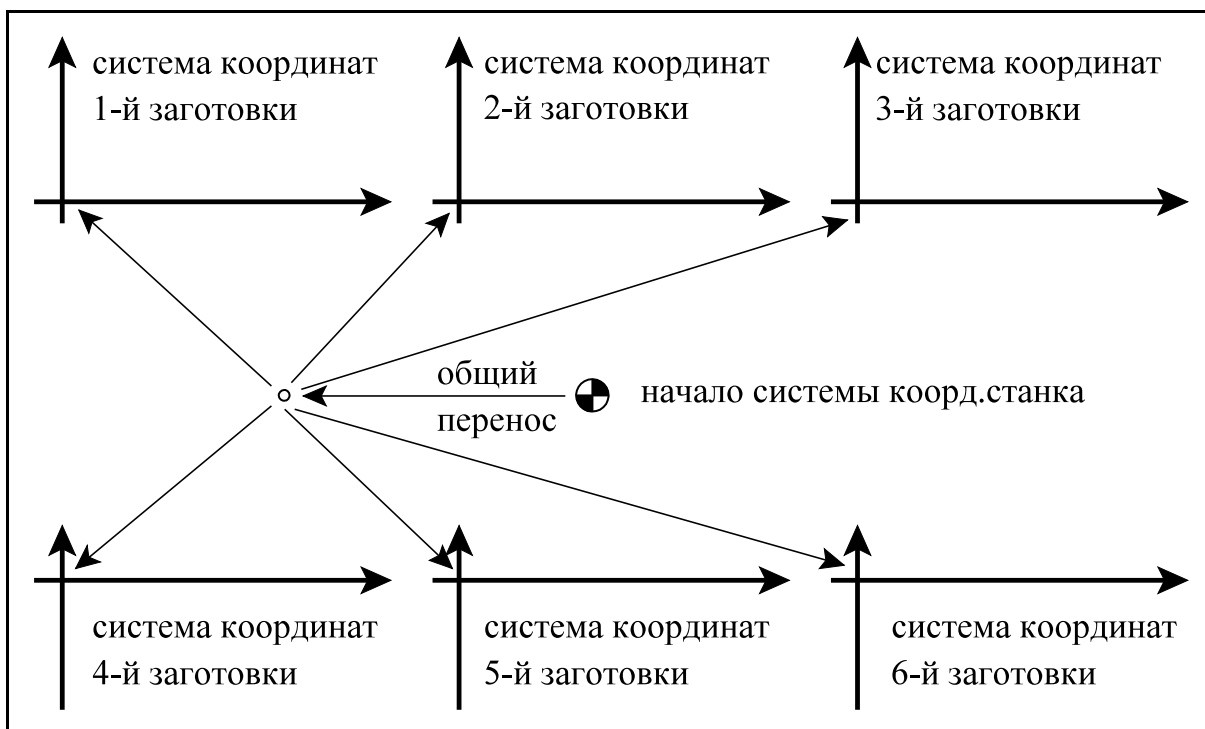 система координат
1-й заготовки
система координат
2-й заготовки
система координат
3-й заготовки
общий
перенос
начало системы коорд.станка
система координат
4-й заготовки
система координат
5-й заготовки
система координат
6-й заготовки